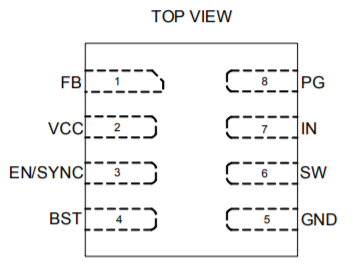 TOP VIEW
FB 1 8 PG
VCC 2 7 IN
EN/SYNC 3 6 SW
BST 4 5 GND